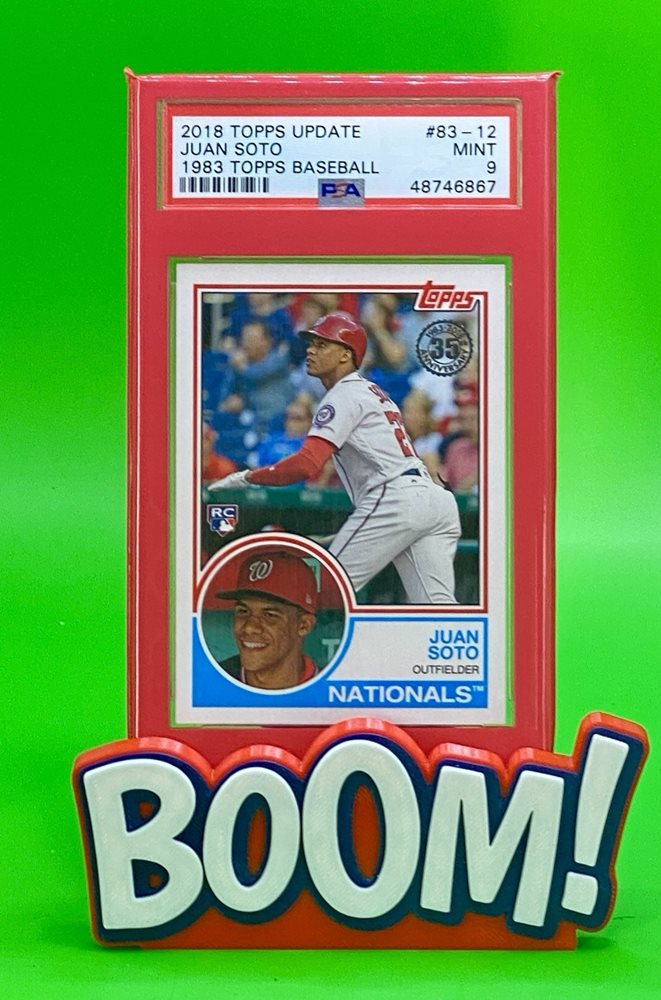 2018 TOPPS UPDATE #83-12
JUAN SOTO MINT
1983 TOPPS BASEBALL 9
PSA 48746867
topps
35
ANNIVERSARY
RC
W
JUAN
SOTO
OUTFIELDER
NATIONALS™
BOOM!